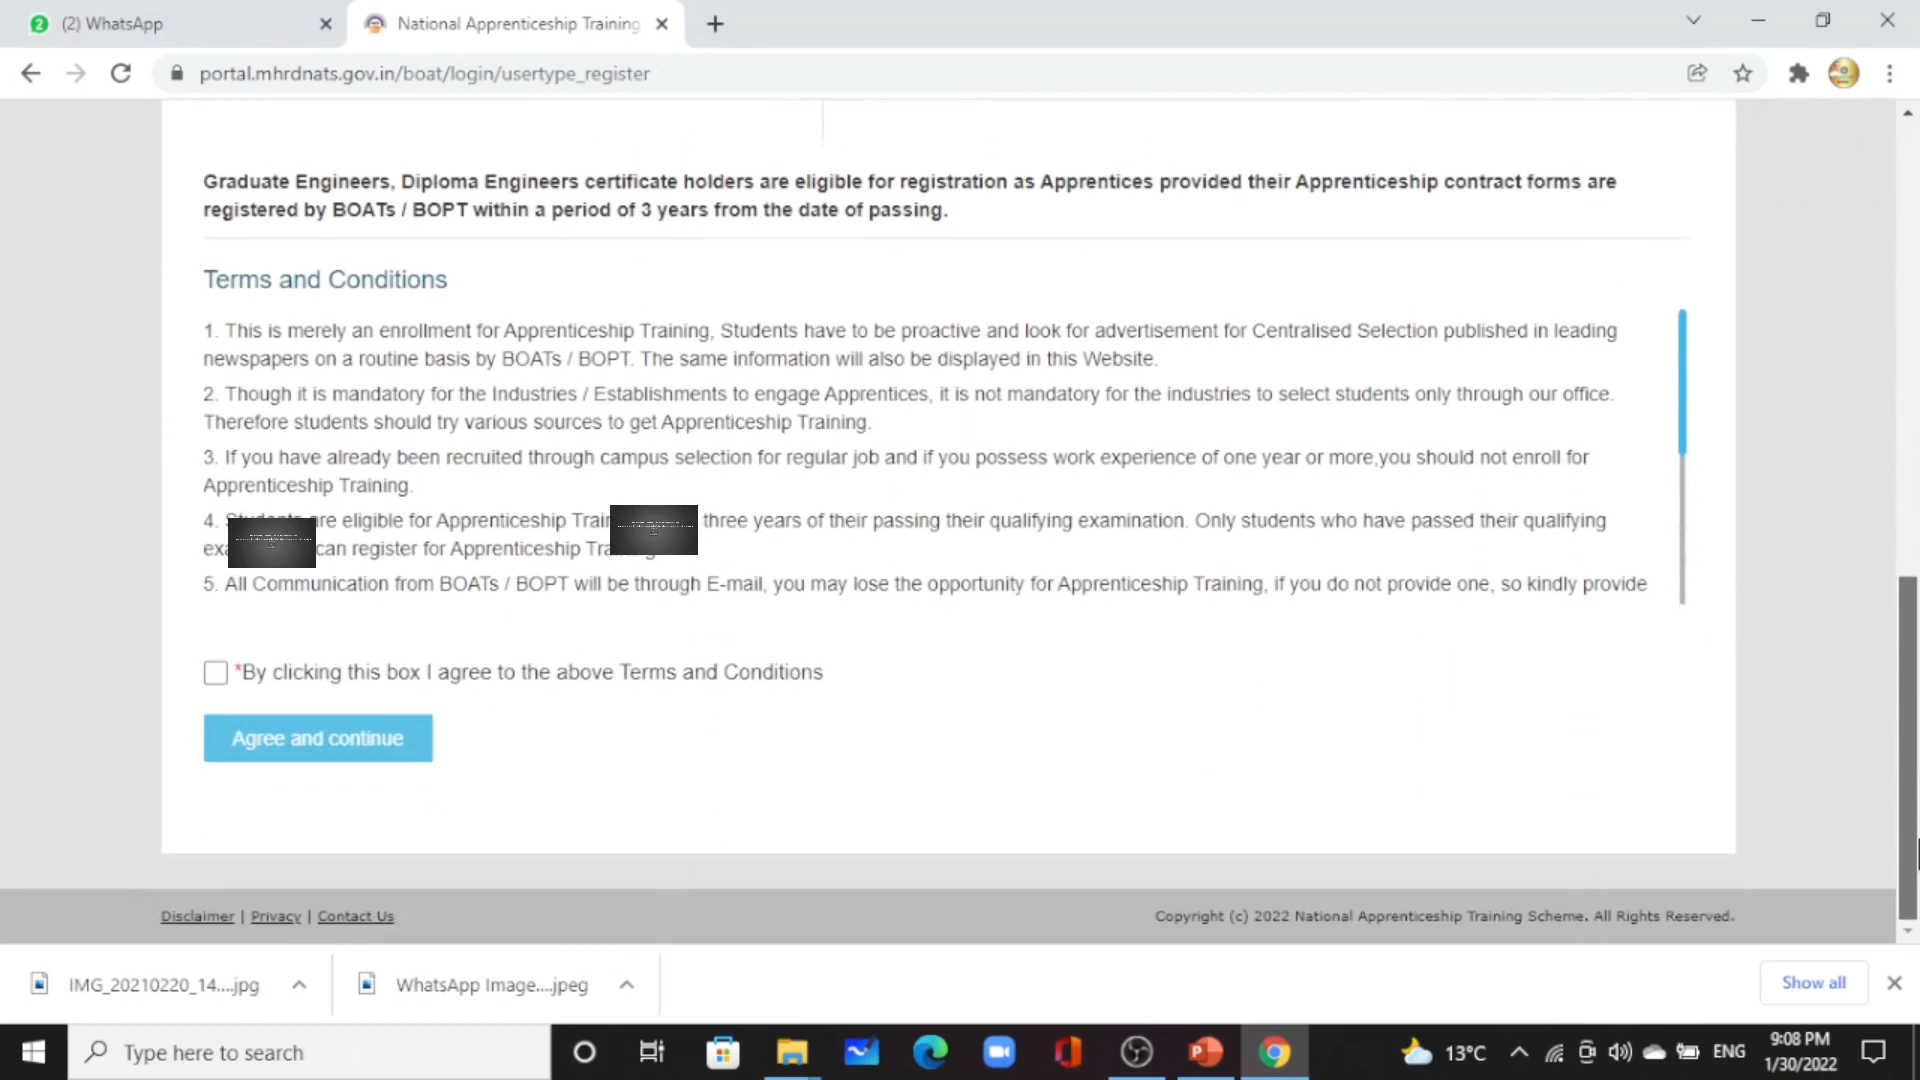 (2) WhatsApp
National Apprenticeship Training
portal.mhrdnats.gov.in/boat/login/usertype_register
Graduate Engineers, Diploma Engineers certificate holders are eligible for registration as Apprentices provided their Apprenticeship contract forms are
registered by BOATs / BOPT within a period of 3 years from the date of passing.
Terms and Conditions
1. This is merely an enrollment for Apprenticeship Training, Students have to be proactive and look for advertisement for Centralised Selection published in leading
newspapers on a routine basis by BOATs / BOPT. The same information will also be displayed in this Website.
2. Though it is mandatory for the Industries / Establishments to engage Apprentices, it is not mandatory for the industries to select students only through our office.
Therefore students should try various sources to get Apprenticeship Training.
3. If you have already been recruited through campus selection for regular job and if you possess work experience of one year or more,you should not enroll for
Apprenticeship Training.
4. Students are eligible for Apprenticeship three years of their passing their qualifying examination. Only students who have passed their qualifying
can register for Apprenticeship
5. All Communication from BOATs / BOPT will be through E-mail, you may lose the opportunity for Apprenticeship Training, if you do not provide one, so kindly provide
*By clicking this box I agree to the above Terms and Conditions
Agree and continue
Disclaimer | Privacy | Contact Us
Copyright (c) 2022 National Apprenticeship Training Scheme. All Rights Reserved.
IMG_20210220_14....jpg
WhatsApp Image....jpeg
Show all
Type here to search
13°C
ENG
9:08 PM
1/30/2022